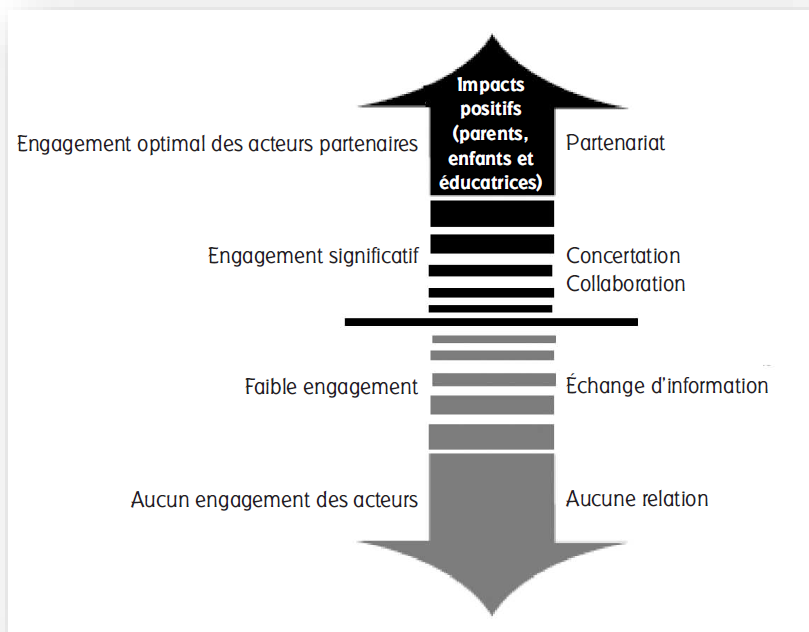 Impacts
positifs
(parents,
enfants et
éducatrices)
Engagement optimal des acteurs partenaires
Partenariat
Engagement significatif
Concertation
Collaboration
Faible engagement
Échange d'information
Aucun engagement des acteurs
Aucune relation